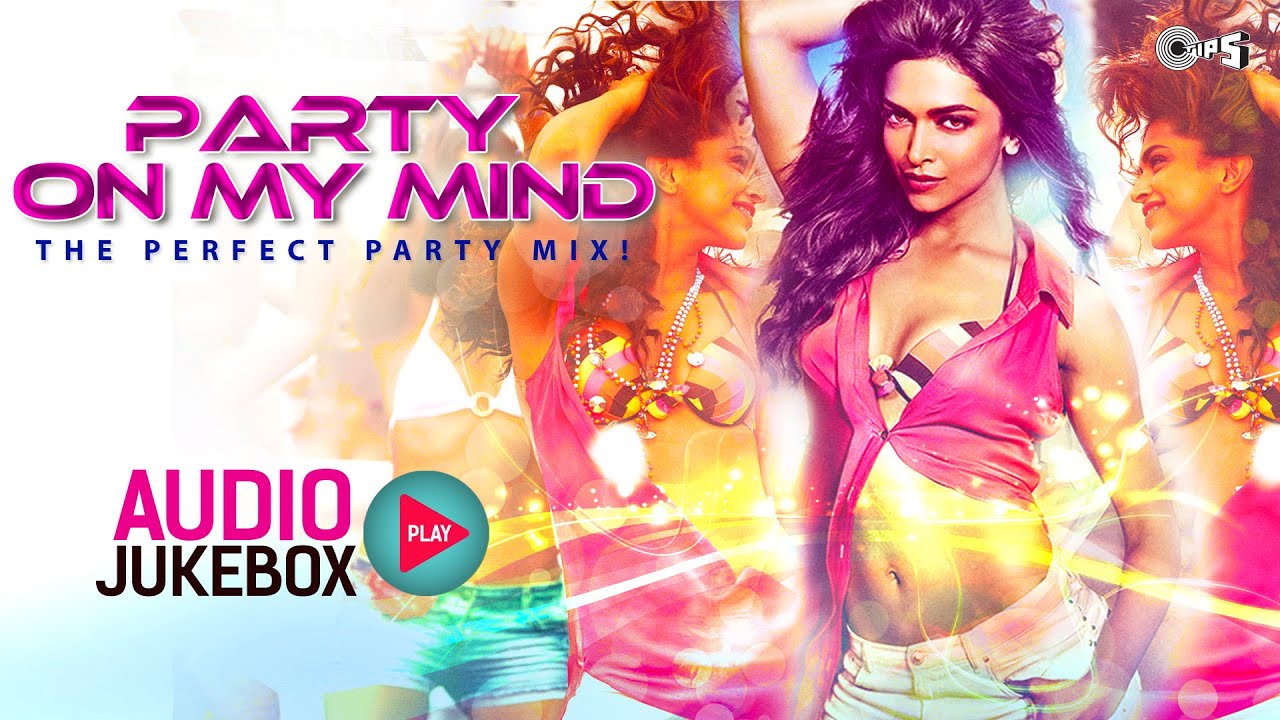 PARTY
ON MY MIND
THE PERFECT PARTY MIX!
TIPS
AUDIO
JUKEBOX
PLAY